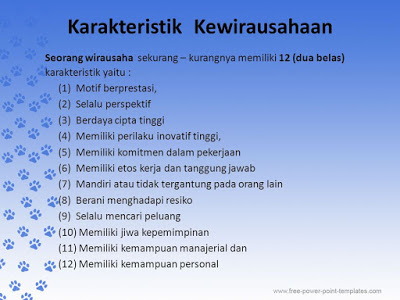 Karakteristik Kewirausahaan
Seorang wirausaha sekurang – kurangnya memiliki 12 (dua belas)
karakteristik yaitu :
(1) Motif berprestasi,
(2) Selalu perspektif
(3) Berdaya cipta tinggi
(4) Memiliki perilaku inovatif tinggi,
(5) Memiliki komitmen dalam pekerjaan
(6) Memiliki etos kerja dan tanggung jawab
(7) Mandiri atau tidak tergantung pada orang lain
(8) Berani menghadapi resiko
(9) Selalu mencari peluang
(10) Memiliki jiwa kepemimpinan
(11) Memiliki kemampuan manajerial dan
(12) Memiliki kemampuan personal
www.free-power-point-templates.com